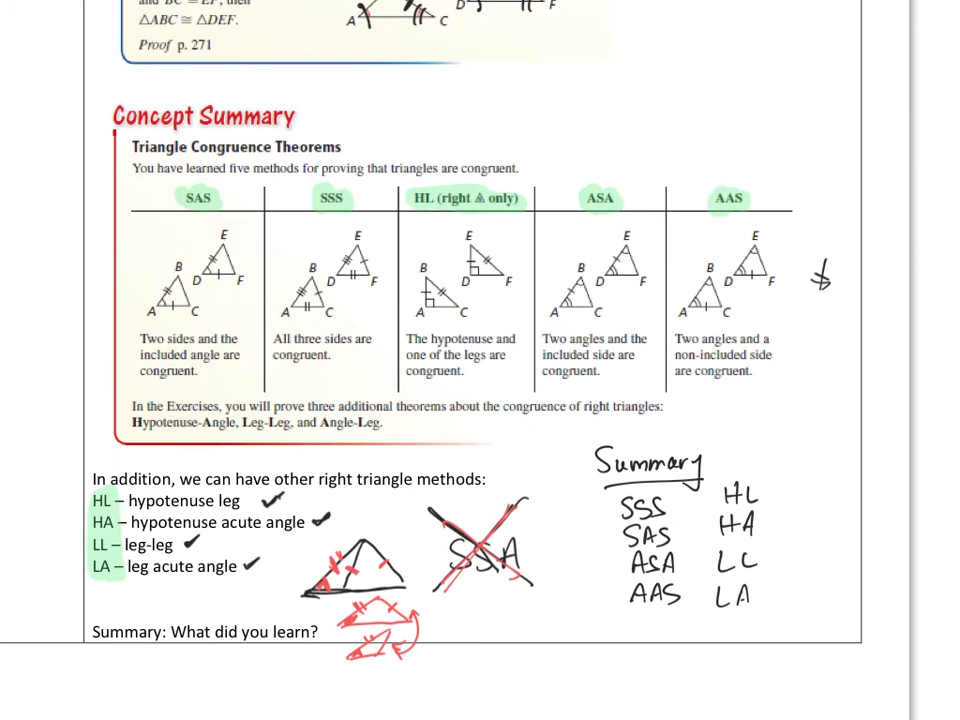 △ABC ≅ △DEF.
A C D F
Proof p. 271
Concept Summary
Triangle Congruence Theorems
You have learned five methods for proving that triangles are congruent.
SAS SSS HL (right △ only) ASA AAS
E E E E E
B D F B D F B D F B D F B D F
A C A C A C A C A C
Two sides and the All three sides are The hypotenuse and Two angles and the Two angles and a
included angle are congruent. one of the legs are included side are non-included side
congruent. congruent. congruent. are congruent.
In the Exercises, you will prove three additional theorems about the congruence of right triangles:
Hypotenuse-Angle, Leg-Leg, and Angle-Leg.
In addition, we can have other right triangle methods:
HL – hypotenuse leg
HA – hypotenuse acute angle
LL – leg-leg
LA – leg acute angle
SSA
Summary: What did you learn?
Summary
SSS HL
SAS HA
ASA LL
AAS LA